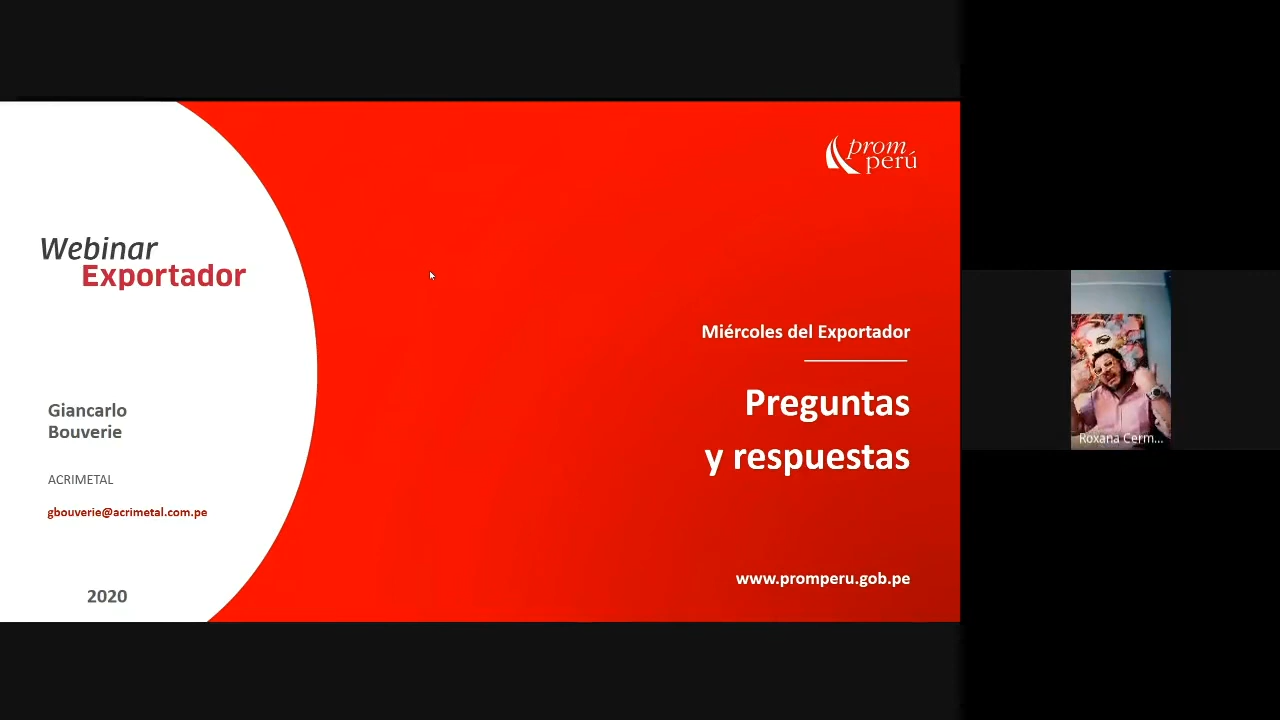 prom
perú
Webinar
Exportador
Miércoles del Exportador
Preguntas
y respuestas
Giancarlo
Bouverie
ACRIMETAL
gbouverie@acrimetal.com.pe
2020
www.promperu.gob.pe
Roxana Cerm...